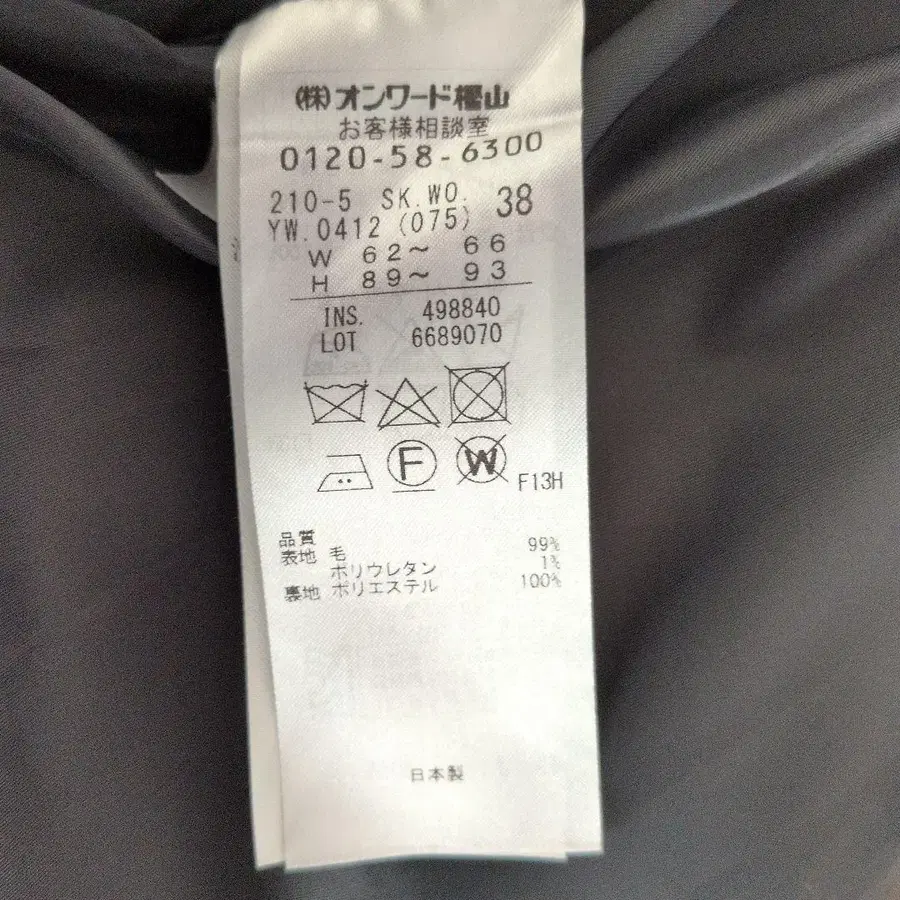 (株)オンワード樫山
お客様相談室
0120-58-6300
210-5 SK.WO. 38
YW.0412 (075)
W 62～ 66
H 89～ 93
INS. 498840
LOT 6689070
F
W
F13H
品質
表地 毛 99%
ポリウレタン 1%
裏地 ポリエステル 100%
日本製